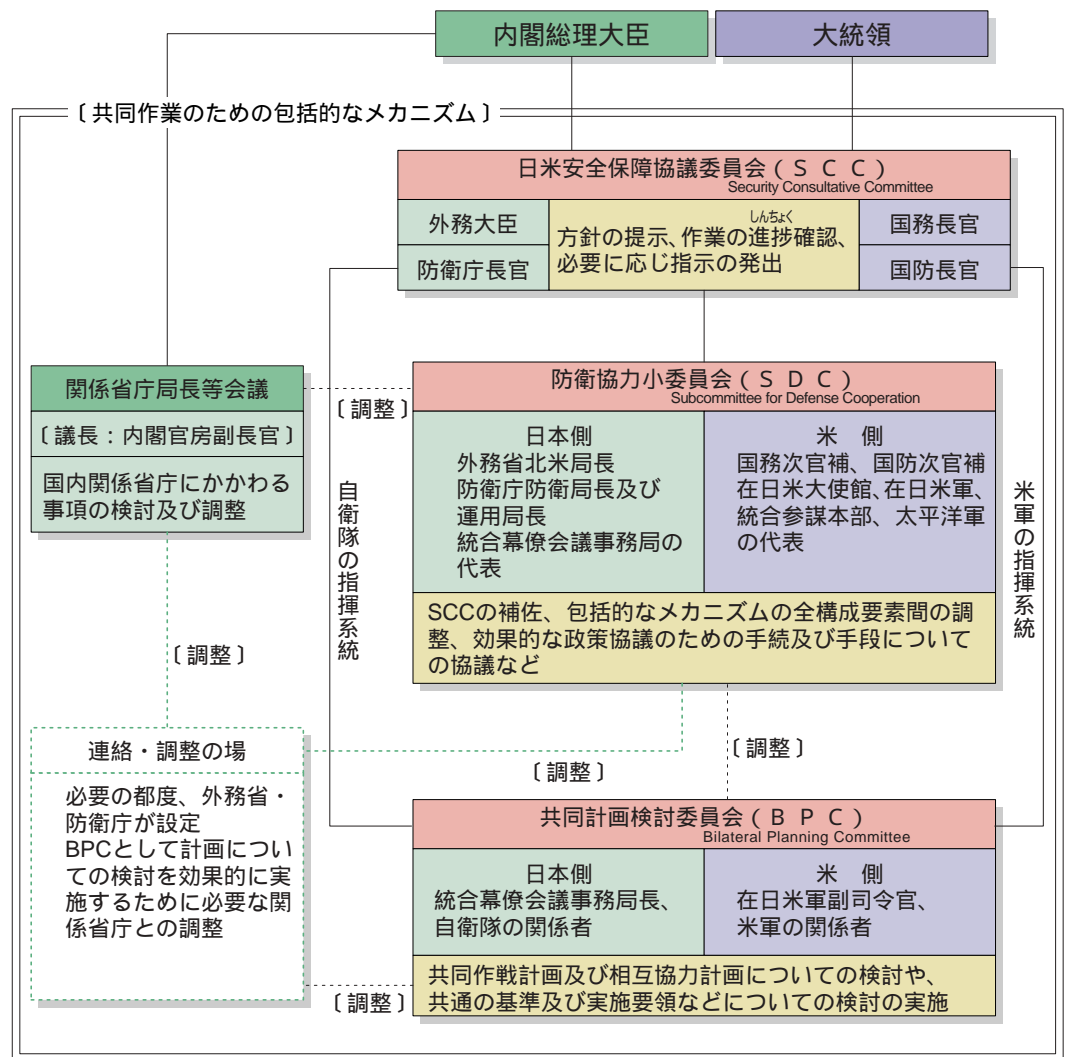 内閣総理大臣
大統領
〔共同作業のための包括的なメカニズム〕
日米安全保障協議委員会（ＳＣＣ）
Security Consultative Committee
外務大臣
防衛庁長官
しんちょく
方針の提示、作業の進捗確認、
必要に応じ指示の発出
国務長官
国防長官
関係省庁局長等会議
〔議長：内閣官房副長官〕
国内関係省庁にかかわる
事項の検討及び調整
〔調整〕
自衛隊の指揮系統
防衛協力小委員会（ＳＤＣ）
Subcommittee for Defense Cooperation
日本側
外務省北米局長
防衛庁防衛局長及び
運用局長
統合幕僚会議事務局の
代表
米　側
国務次官補、国防次官補
在日米大使館、在日米軍、
統合参謀本部、太平洋軍
の代表
SCCの補佐、包括的なメカニズムの全構成要素間の調
整、効果的な政策協議のための手続及び手段について
の協議など
米軍の指揮系統
〔調整〕
連絡・調整の場
必要の都度、外務省・
防衛庁が設定
BPCとして計画につい
ての検討を効果的に実
施するために必要な関
係省庁との調整
〔調整〕
〔調整〕
共同計画検討委員会（ＢＰＣ）
Bilateral Planning Committee
日本側
統合幕僚会議事務局長、
自衛隊の関係者
米　側
在日米軍副司令官、
米軍の関係者
共同作戦計画及び相互協力計画についての検討や、
共通の基準及び実施要領などについての検討の実施
〔調整〕